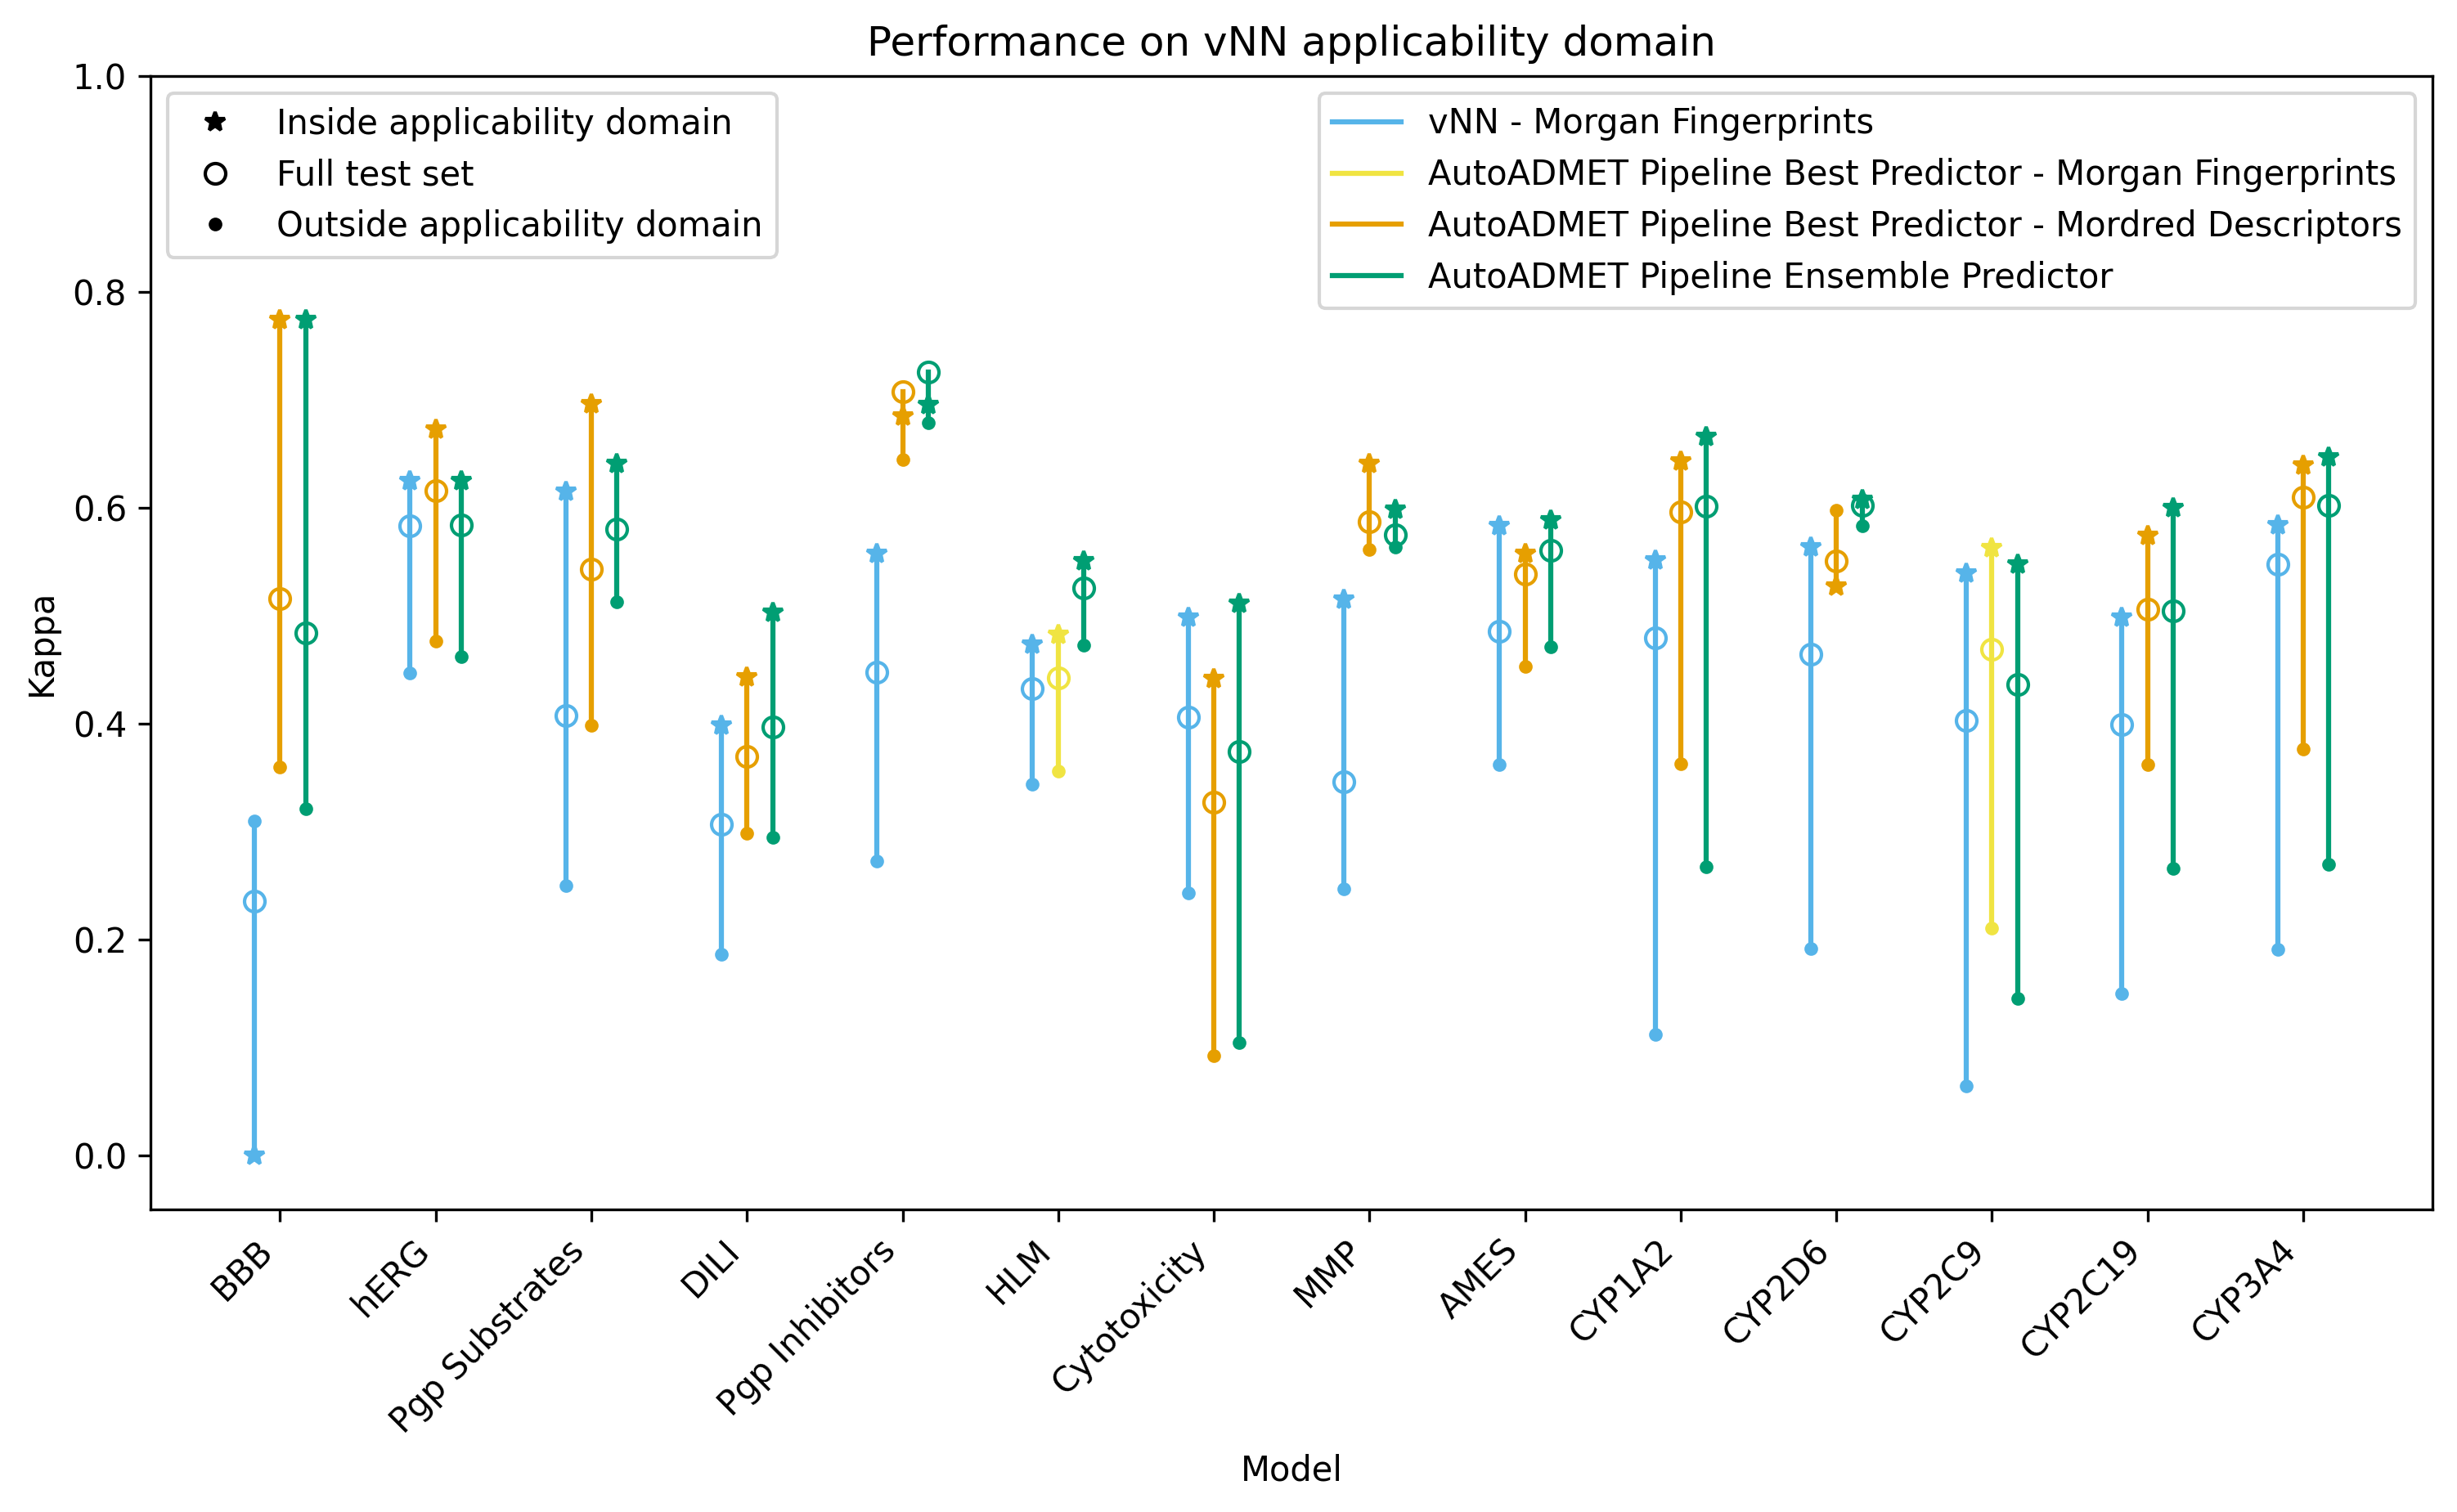 Performance on vNN applicability domain
Inside applicability domain
Full test set
Outside applicability domain
vNN - Morgan Fingerprints
AutoADMET Pipeline Best Predictor - Morgan Fingerprints
AutoADMET Pipeline Best Predictor - Mordred Descriptors
AutoADMET Pipeline Ensemble Predictor
Kappa
1.0
0.8
0.6
0.4
0.2
0.0
BBB
hERG
Pgp Substrates
DILI
Pgp Inhibitors
HLM
Cytotoxicity
MMP
AMES
CYP1A2
CYP2D6
CYP2C9
CYP2C19
CYP3A4
Model